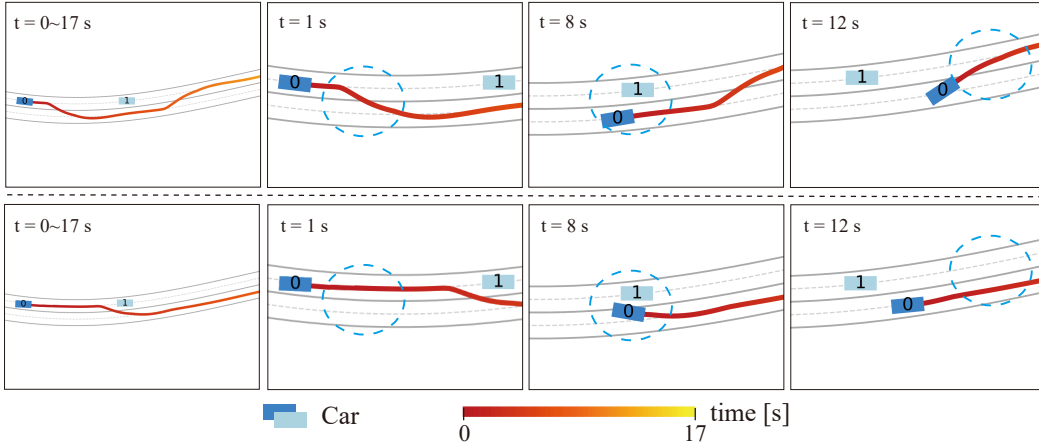 t = 0~17 s
t = 1 s
t = 8 s
t = 12 s
0
1
0
1
1
0
1
0
t = 0~17 s
t = 1 s
t = 8 s
t = 12 s
0
1
0
1
1
0
1
0
Car
time [s]
0
17